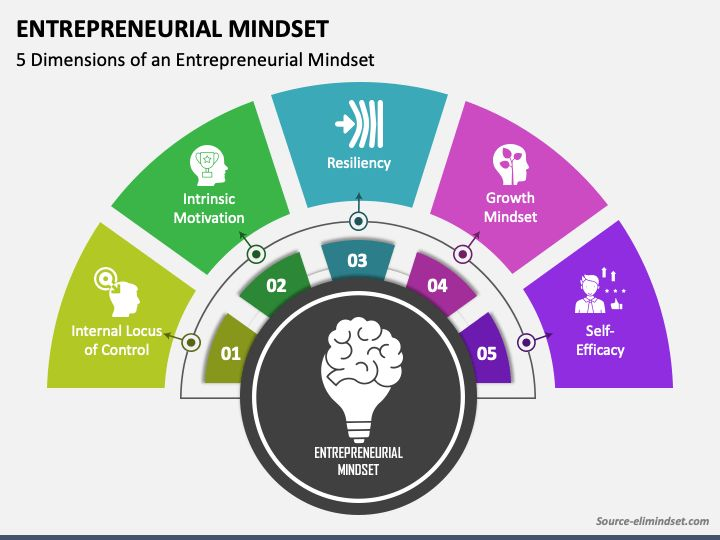 ENTREPRENEURIAL MINDSET
5 Dimensions of an Entrepreneurial Mindset
Internal Locus
of Control
Intrinsic
Motivation
Resiliency
Growth
Mindset
Self-
Efficacy
01
02
03
04
05
ENTREPRENEURIAL
MINDSET
Source-elimindset.com